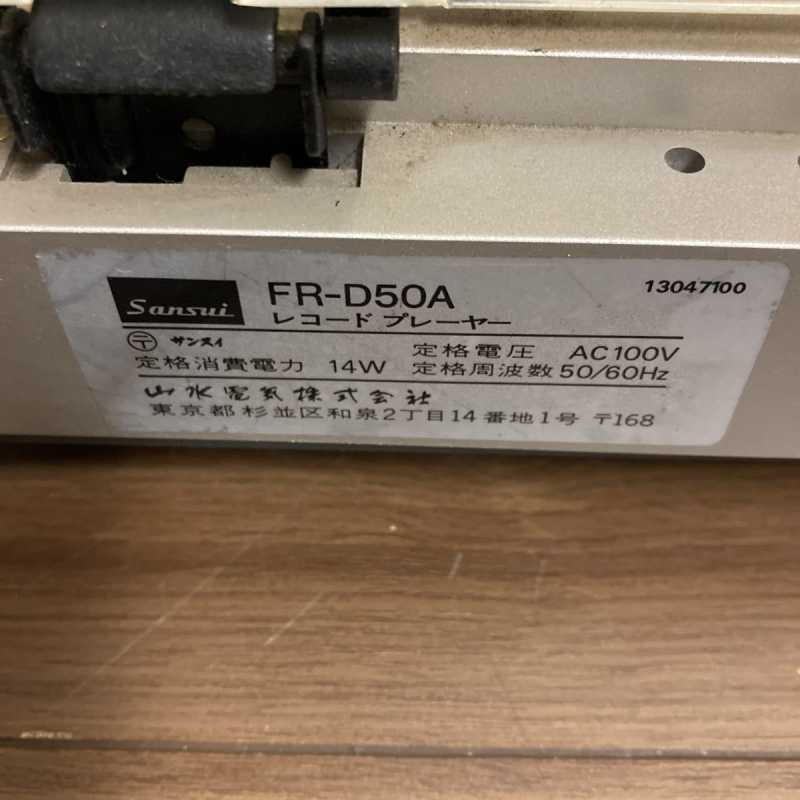 Sansui
FR-D50A
13047100
レコード プレーヤー
〒 サンスイ
定格電圧 AC100V
定格消費電力 14W
定格周波数 50/60Hz
山水電気株式会社
東京都杉並区和泉2丁目14番地1号 〒168